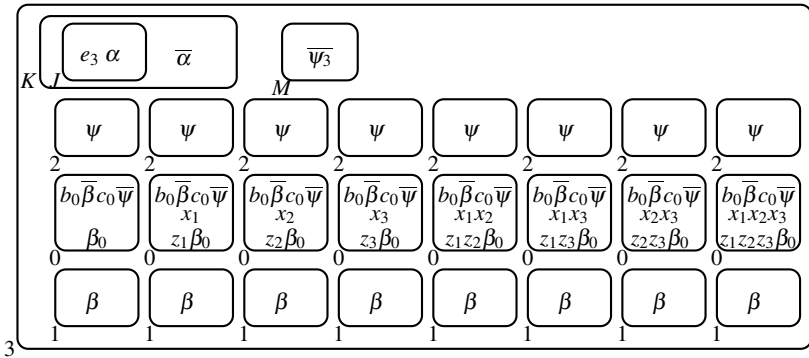 e₃ α α̅ ψ̅₃̅
K J M
ψ ψ ψ ψ ψ ψ ψ ψ
2 2 2 2 2 2 2 2
b₀β̅c₀ψ̅ b₀β̅c₀ψ̅ b₀β̅c₀ψ̅ b₀β̅c₀ψ̅ b₀β̅c₀ψ̅ b₀β̅c₀ψ̅ b₀β̅c₀ψ̅ b₀β̅c₀ψ̅
x₁ x₂ x₃ x₁x₂ x₁x₃ x₂x₃ x₁x₂x₃
β₀ z₁β₀ z₂β₀ z₃β₀ z₁z₂β₀ z₁z₃β₀ z₂z₃β₀ z₁z₂z₃β₀
0 0 0 0 0 0 0 0
β β β β β β β β
1 1 1 1 1 1 1 1
3